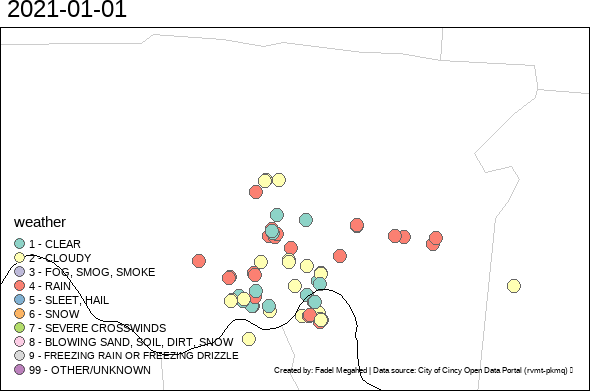 2021-01-01
weather
1 - CLEAR
2 - CLOUDY
3 - FOG, SMOG, SMOKE
4 - RAIN
5 - SLEET, HAIL
6 - SNOW
7 - SEVERE CROSSWINDS
8 - BLOWING SAND, SOIL, DIRT, SNOW
9 - FREEZING RAIN OR FREEZING DRIZZLE
99 - OTHER/UNKNOWN
Created by: Fadel Megahed | Data source: City of Cincy Open Data Portal (rvmt-pkmq)